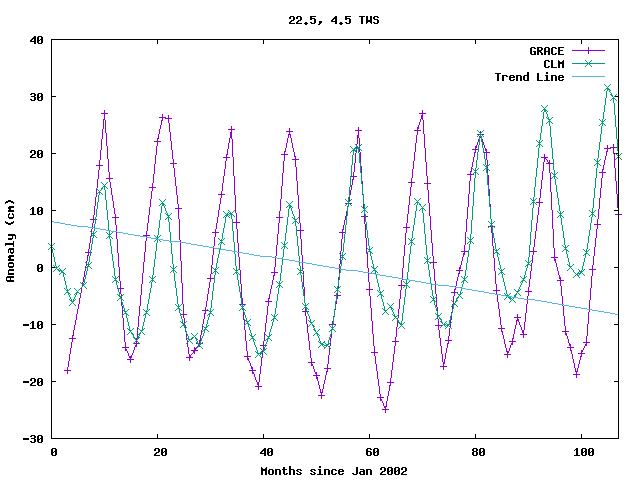 22.5, 4.5 TWS
GRACE
CLM
Trend Line
40
30
20
10
0
-10
-20
-30
Anomaly (cm)
0 20 40 60 80 100
Months since Jan 2002